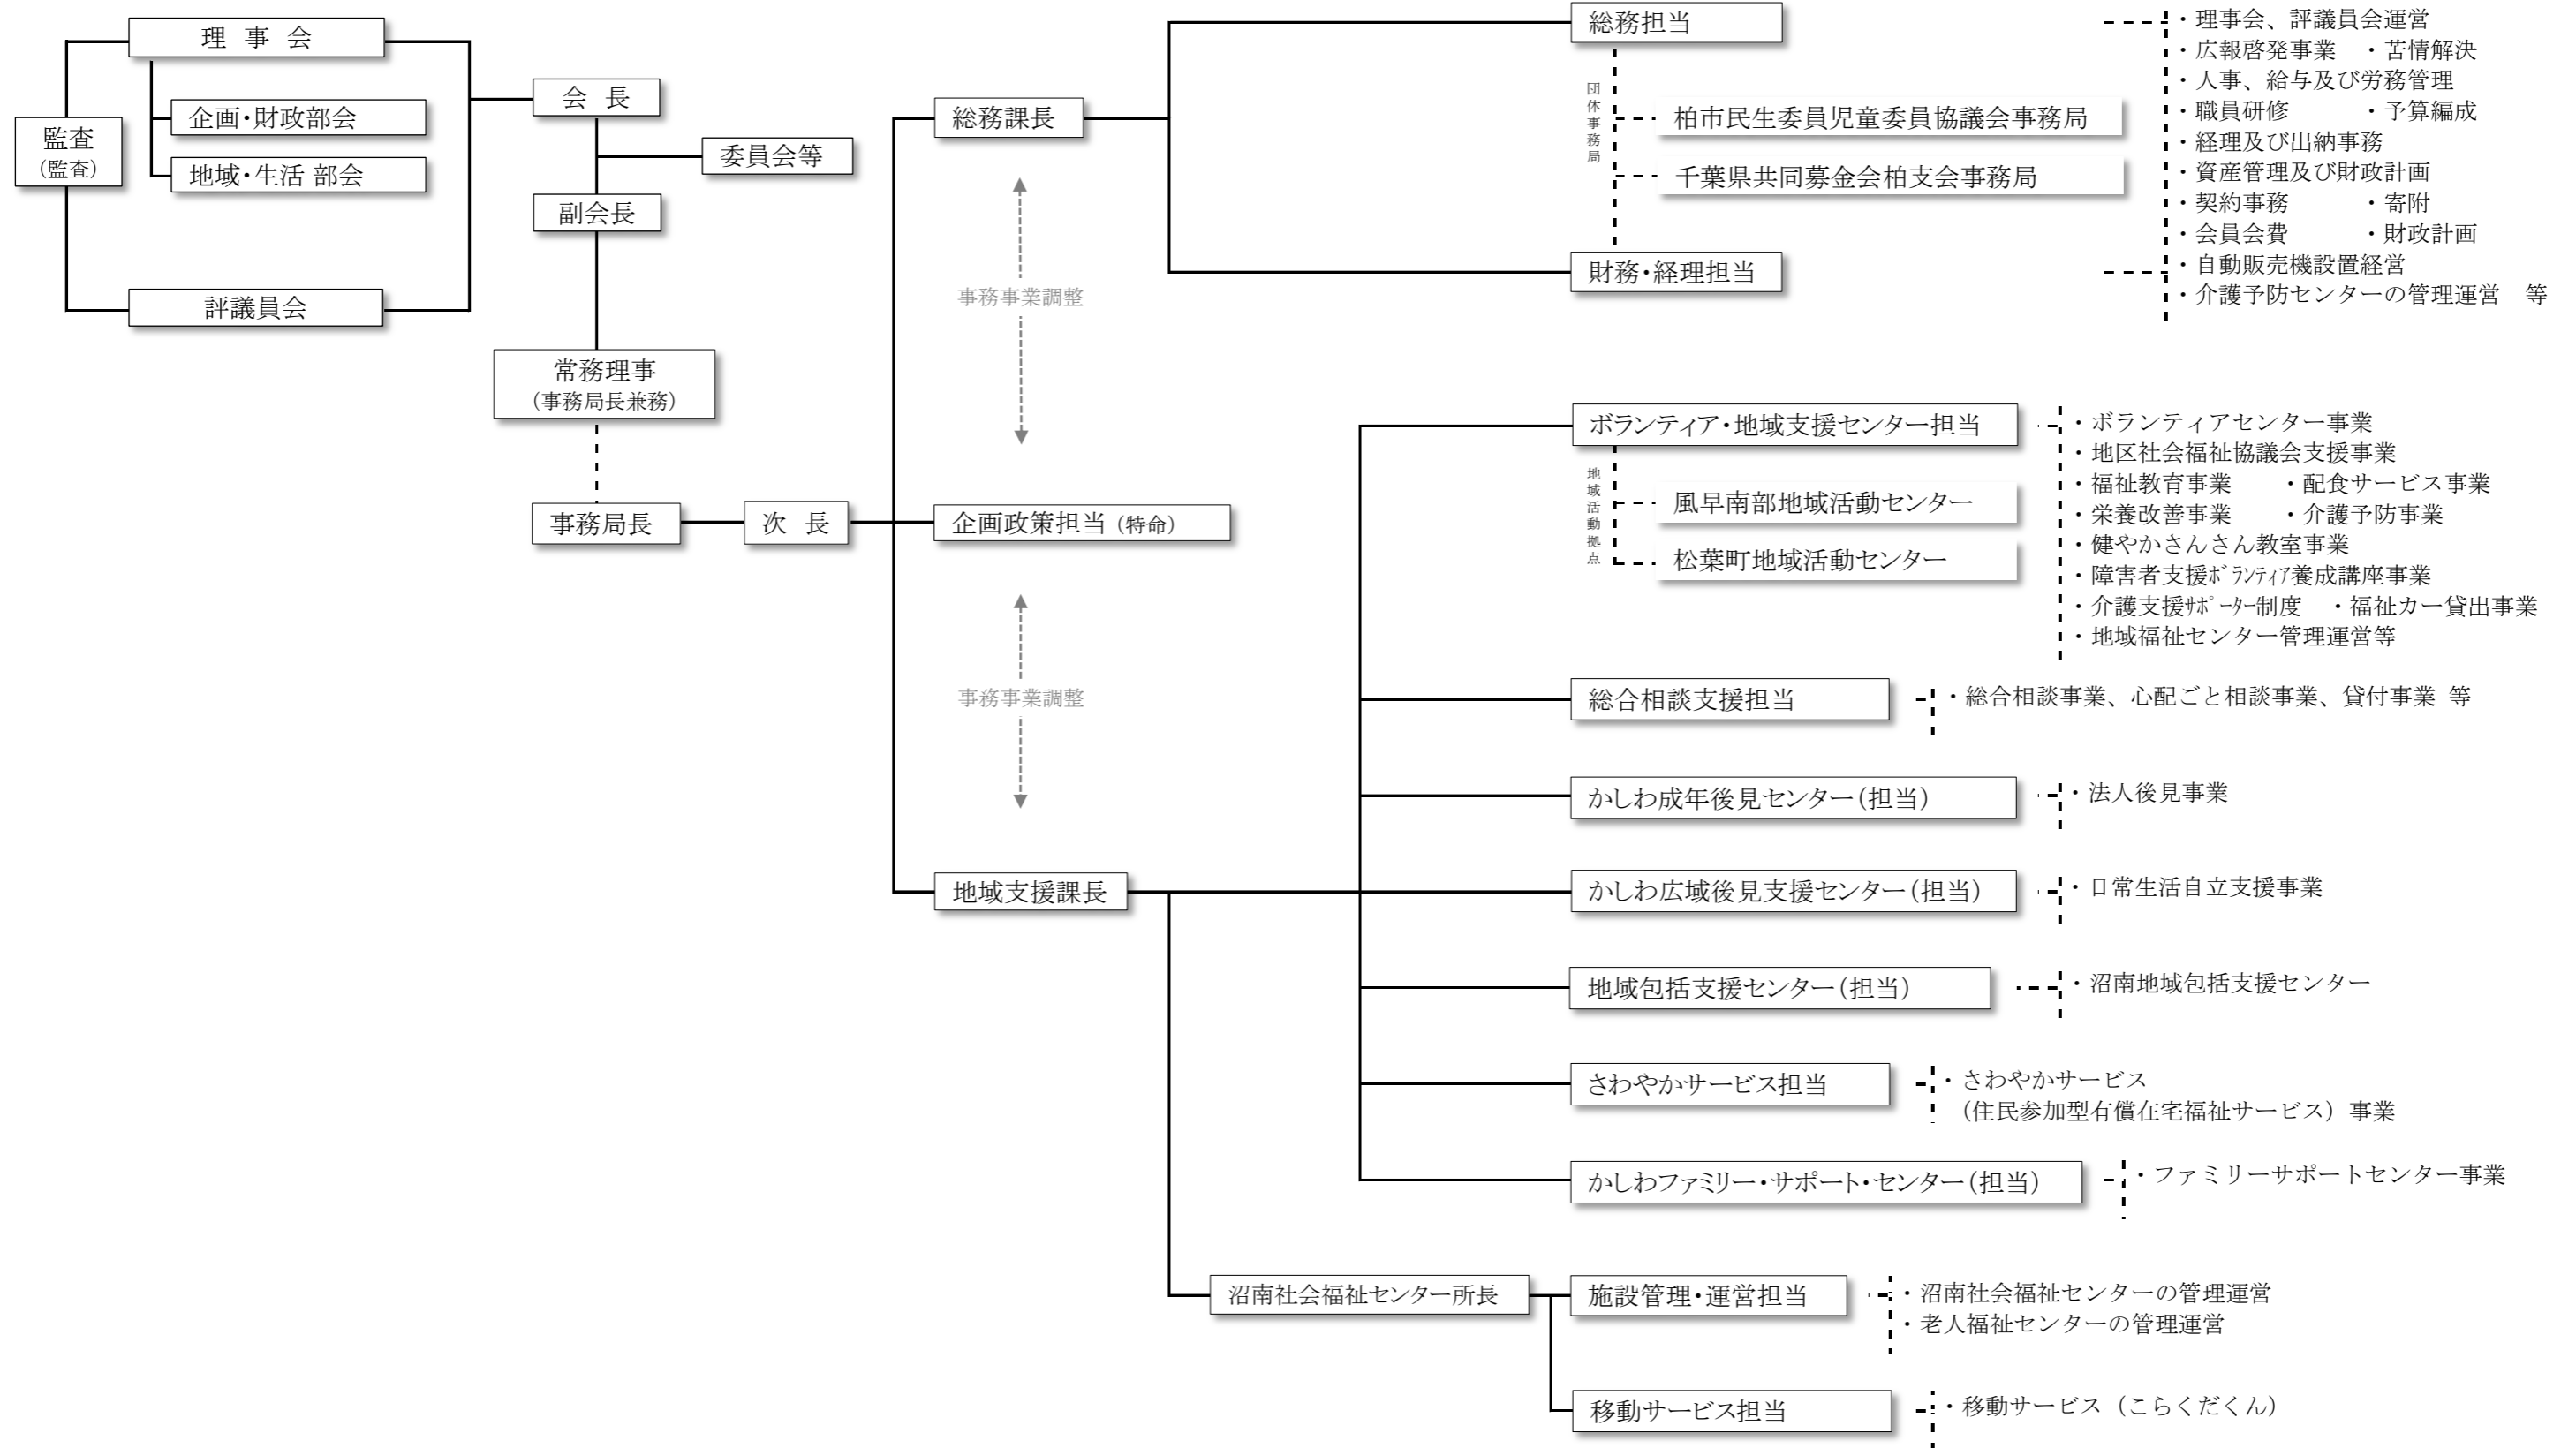 理 事 会
企画・財政部会
地域・生活 部会
監査
（監査）
評議員会
会 長
委員会等
副会長
常務理事
（事務局長兼務）
事務局長
次 長
総務課長
事務事業調整
企画政策担当（特命）
事務事業調整
地域支援課長
総務担当
団体事務局
柏市民生委員児童委員協議会事務局
千葉県共同募金会柏支会事務局
財務・経理担当
・理事会、評議員会運営
・広報啓発事業 ・苦情解決
・人事、給与及び労務管理
・職員研修 ・予算編成
・経理及び出納事務
・資産管理及び財政計画
・契約事務 ・寄附
・会員会費 ・財政計画
・自動販売機設置経営
・介護予防センターの管理運営 等
ボランティア・地域支援センター担当
地域活動拠点
風早南部地域活動センター
松葉町地域活動センター
・ボランティアセンター事業
・地区社会福祉協議会支援事業
・福祉教育事業 ・配食サービス事業
・栄養改善事業 ・介護予防事業
・健やかさんさん教室事業
・障害者支援ﾎﾞﾗﾝﾃｨｱ養成講座事業
・介護支援ｻﾎﾟｰﾀｰ制度 ・福祉カー貸出事業
・地域福祉センター管理運営等
総合相談支援担当
・総合相談事業、心配ごと相談事業、貸付事業 等
かしわ成年後見センター（担当）
・法人後見事業
かしわ広域後見支援センター（担当）
・日常生活自立支援事業
地域包括支援センター（担当）
・沼南地域包括支援センター
さわやかサービス担当
・さわやかサービス
（住民参加型有償在宅福祉サービス）事業
かしわファミリー・サポート・センター（担当）
・ファミリーサポートセンター事業
沼南社会福祉センター所長
施設管理・運営担当
・沼南社会福祉センターの管理運営
・老人福祉センターの管理運営
移動サービス担当
・移動サービス（こらくだくん）